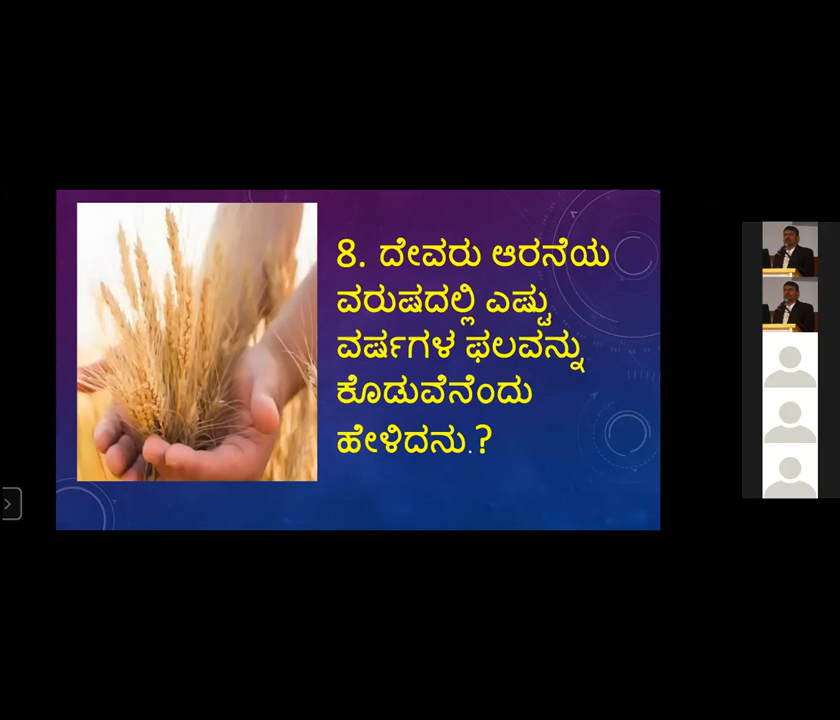 8. ದೇವರು ಆರನೆಯ
ವರುಷದಲ್ಲಿ ಎಷ್ಟು
ವರ್ಷಗಳ ಫಲವನ್ನು
ಕೊಡುವೆನೆಂದು
ಹೇಳಿದನು.?